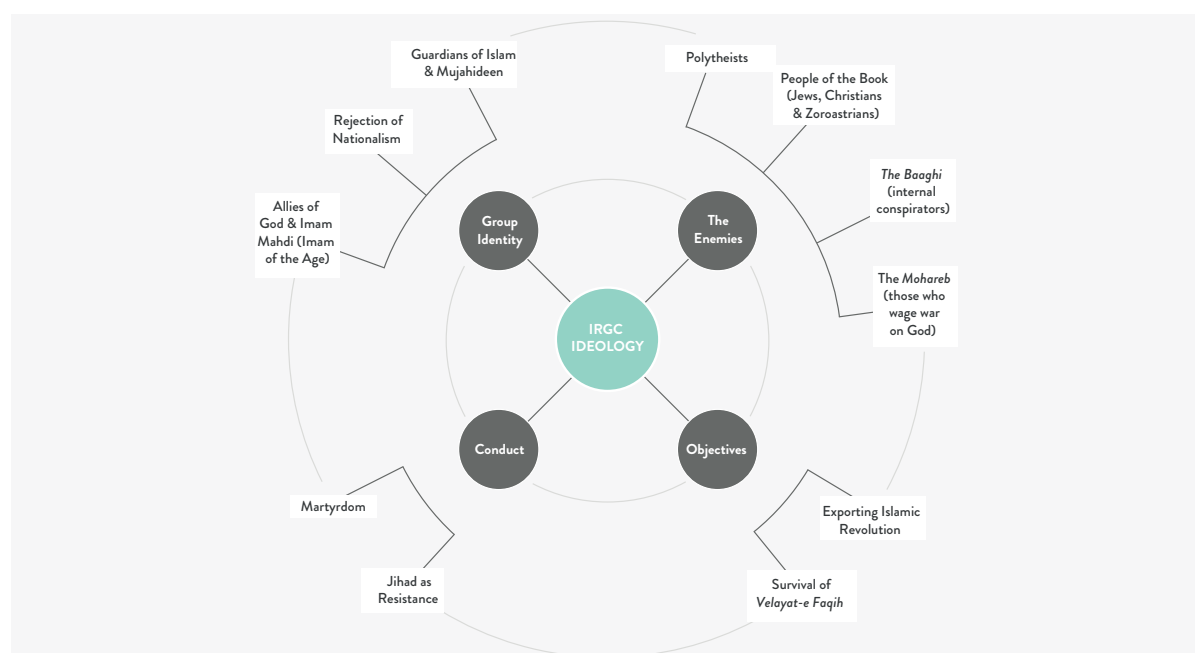 Guardians of Islam
& Mujahideen
Rejection of
Nationalism
Allies of
God & Imam
Mahdi (Imam
of the Age)
Group
Identity
Polytheists
People of the Book
(Jews, Christians
& Zoroastrians)
The Baaghi
(internal
conspirators)
The Mohareb
(those who
wage war
on God)
The
Enemies
IRGC
IDEOLOGY
Conduct
Martyrdom
Jihad as
Resistance
Objectives
Exporting Islamic
Revolution
Survival of
Velayat-e Faqih